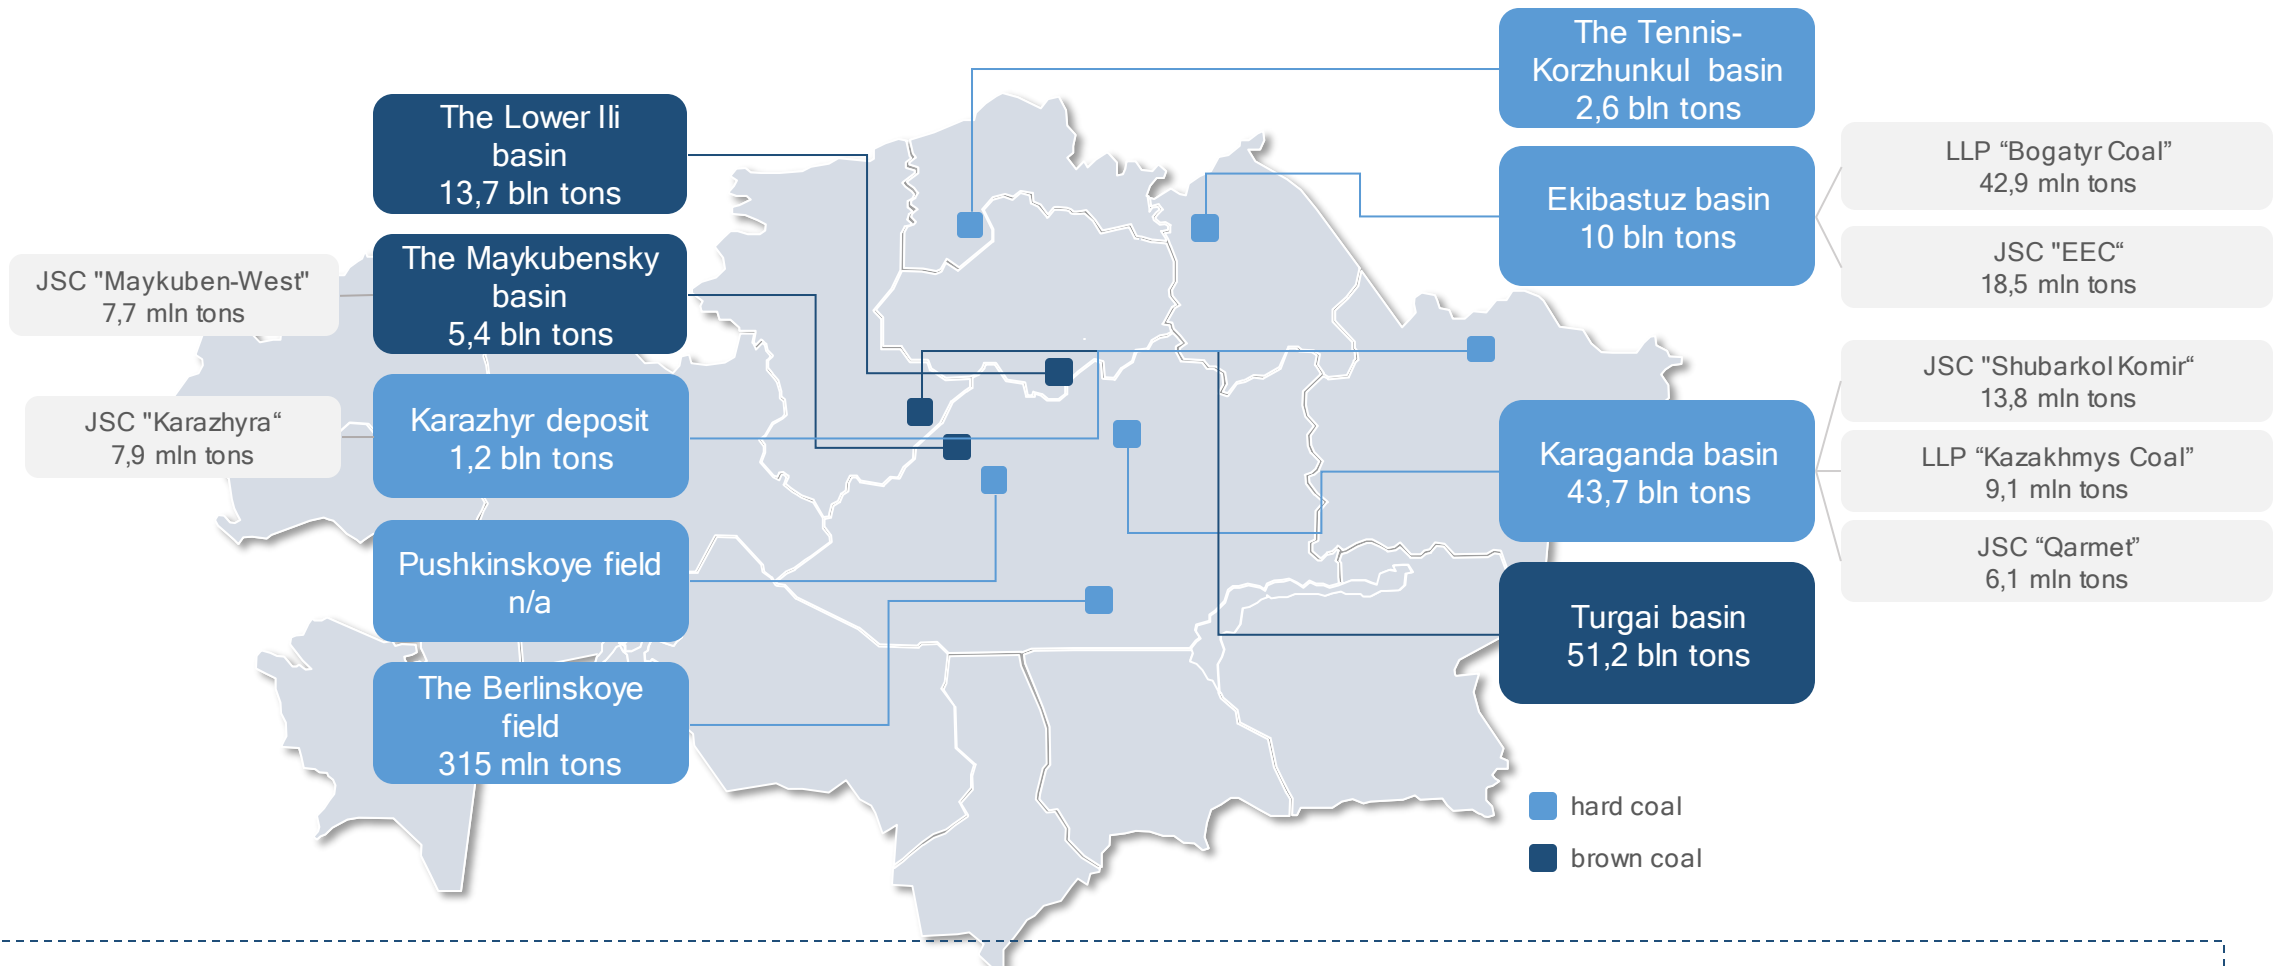 The Tennis-
Korzhunkul basin
2,6 bln tons
The Lower Ili
basin
13,7 bln tons
LLP “Bogatyr Coal”
42,9 mln tons
Ekibastuz basin
10 bln tons
JSC "EEC“
18,5 mln tons
The Maykubensky
basin
5,4 bln tons
JSC "Maykuben-West"
7,7 mln tons
JSC "Shubarkol Komir“
13,8 mln tons
Karazhyr deposit
1,2 bln tons
JSC "Karazhyra“
7,9 mln tons
Karaganda basin
43,7 bln tons
LLP “Kazakhmys Coal”
9,1 mln tons
JSC “Qarmet”
6,1 mln tons
Pushkinskoye field
n/a
Turgai basin
51,2 bln tons
The Berlinskoye
field
315 mln tons
hard coal
brown coal